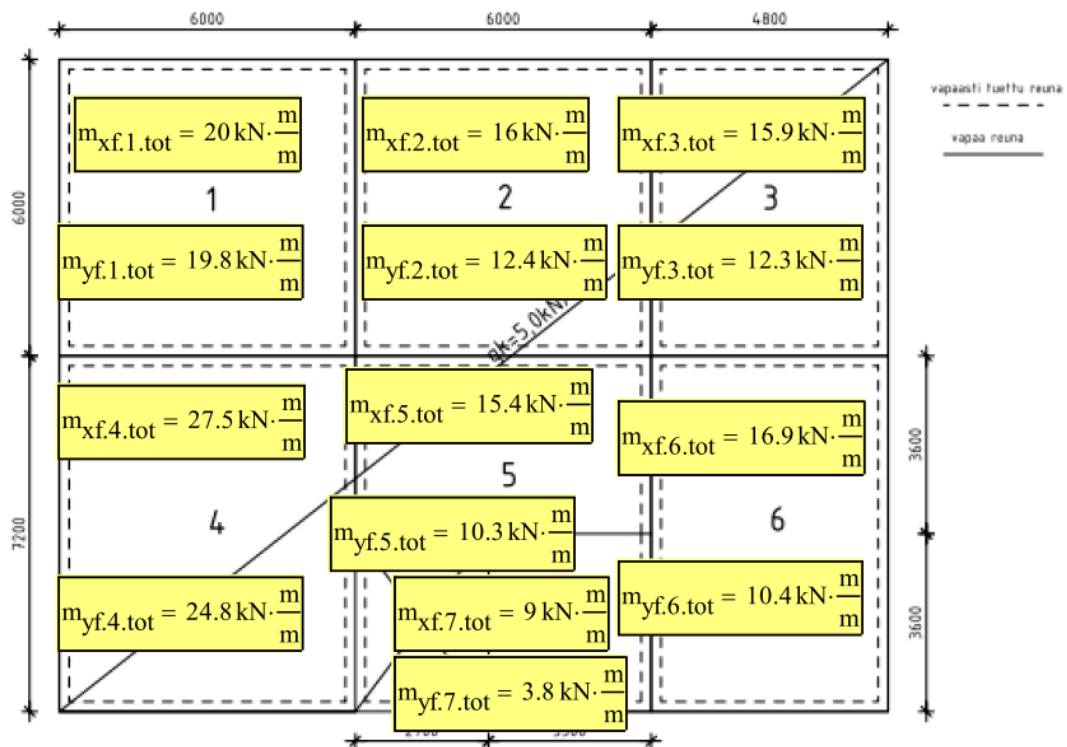 6000 6000 4800
vapaasti tuettu reuna
vapaa reuna
m_xf.1.tot = 20 kN·m/m
m_xf.2.tot = 16 kN·m/m
m_xf.3.tot = 15.9 kN·m/m
6000
1
2
3
m_yf.1.tot = 19.8 kN·m/m
m_yf.2.tot = 12.4 kN·m/m
m_yf.3.tot = 12.3 kN·m/m
m_xf.4.tot = 27.5 kN·m/m
m_xf.5.tot = 15.4 kN·m/m
m_xf.6.tot = 16.9 kN·m/m
3600
7200
4
5
6
m_yf.5.tot = 10.3 kN·m/m
m_yf.4.tot = 24.8 kN·m/m
m_xf.7.tot = 9 kN·m/m
m_yf.6.tot = 10.4 kN·m/m
3600
m_yf.7.tot = 3.8 kN·m/m